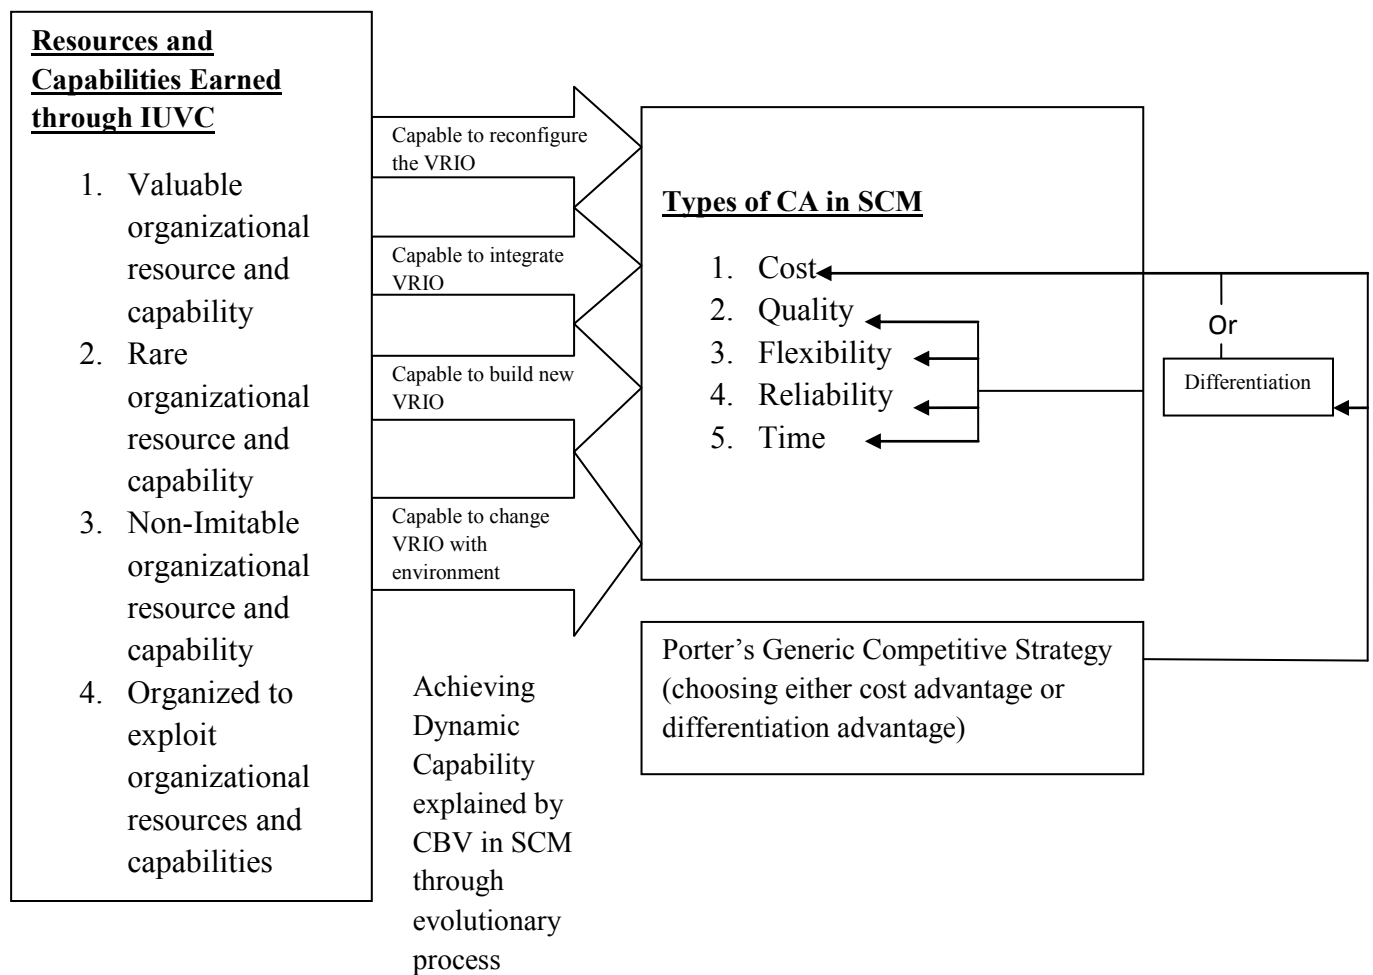 Resources and
Capabilities Earned
through IUVC
1. Valuable
organizational
resource and
capability
2. Rare
organizational
resource and
capability
3. Non-Imitable
organizational
resource and
capability
4. Organized to
exploit
organizational
resources and
capabilities
Capable to reconfigure
the VRIO
Capable to integrate
VRIO
Capable to build new
VRIO
Capable to change
VRIO with
environment
Achieving
Dynamic
Capability
explained by
CBV in SCM
through
evolutionary
process
Types of CA in SCM
1. Cost
2. Quality
3. Flexibility
4. Reliability
5. Time
Or
Differentiation
Porter’s Generic Competitive Strategy
(choosing either cost advantage or
differentiation advantage)